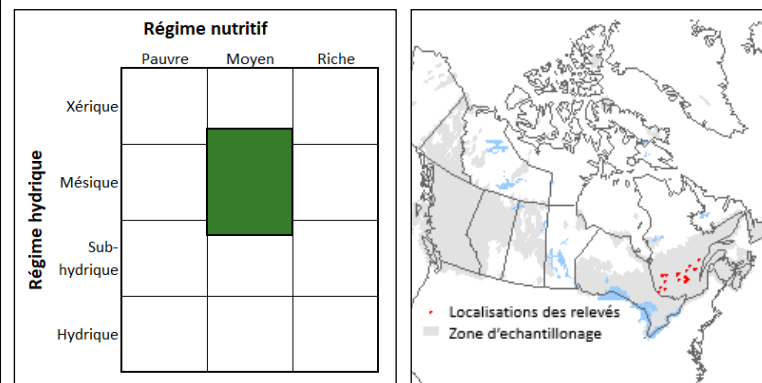 Régime nutritif
Pauvre Moyen Riche
Régime hydrique
Xérique
Mésique
Sub-
hydrique
Hydrique
Localisations des relevés
Zone d'echantillonage